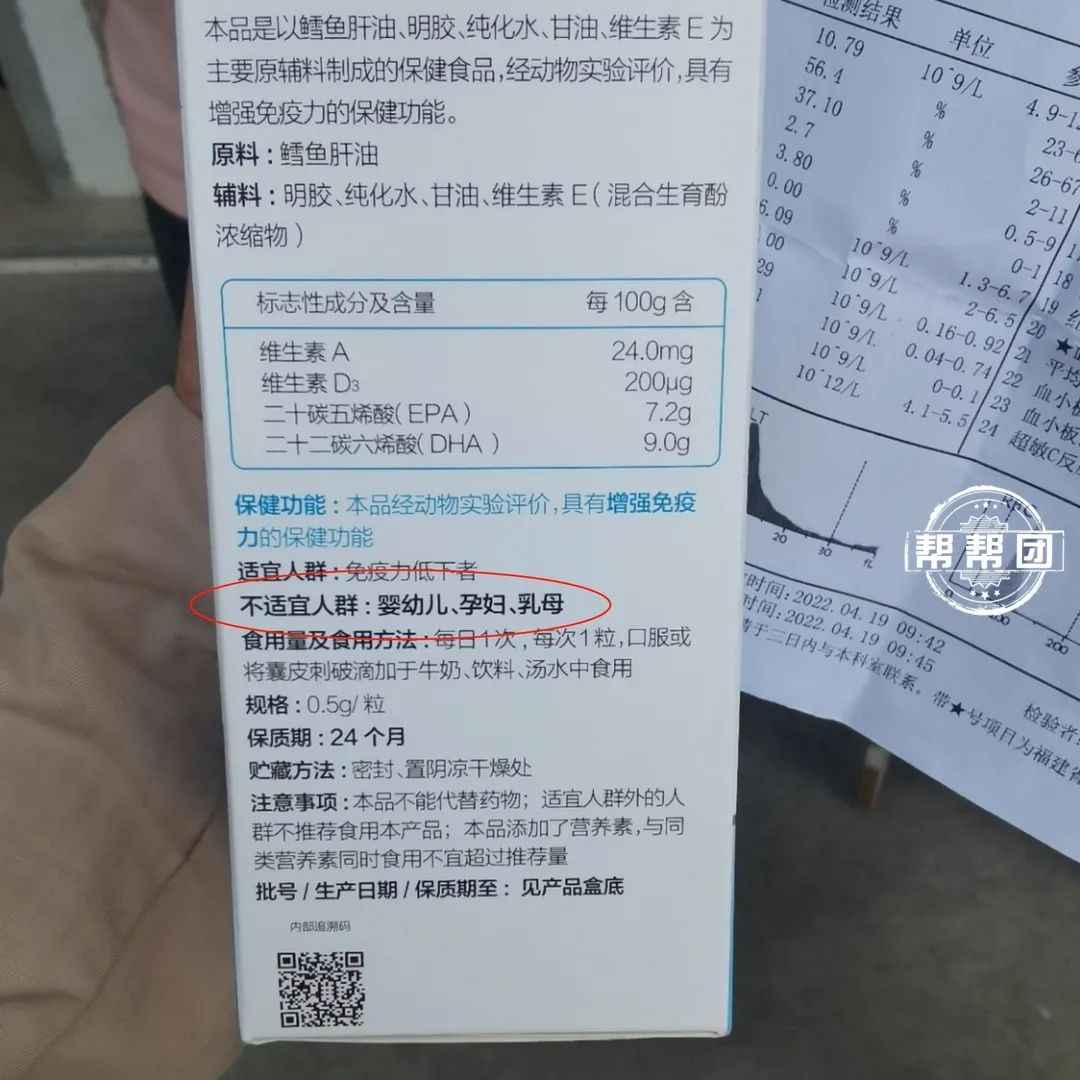 本品是以鳕鱼肝油、明胶、纯化水、甘油、维生素E为
主要原辅料制成的保健食品,经动物实验评价,具有
增强免疫力的保健功能。
原料:鳕鱼肝油
辅料:明胶、纯化水、甘油、维生素E(混合生育酚
浓缩物)
标志性成分及含量 每100g含
维生素A 24.0mg
维生素D3 200μg
二十碳五烯酸(EPA) 7.2g
二十二碳六烯酸(DHA) 9.0g
保健功能:本品经动物实验评价,具有增强免疫
力的保健功能
适宜人群:免疫力低下者
不适宜人群:婴幼儿、孕妇、乳母
食用量及食用方法:每日1次,每次1粒,口服或
将囊皮刺破滴加于牛奶、饮料、汤水中食用
规格:0.5g/粒
保质期:24个月
贮藏方法:密封、置阴凉干燥处
注意事项:本品不能代替药物;适宜人群外的人
群不推荐食用本产品;本品添加了营养素,与同
类营养素同时食用不宜超过推荐量
批号/生产日期/保质期至:见产品盒底
内部追溯码
检测结果 单位
10.79 10^9/L
56.4 %
37.10 % 26-67
2.7 % 2-11
3.80 % 0.5-9
0.00 % 0-1
6.09 10^9/L 1.3-6.7
10^9/L 2-6.5
10^9/L 0.16-0.92
10^9/L 0.04-0.74
10^9/L 0-0.1
10^12/L 4.1-5.5
18
19
20
21
22
23 血小板
24 超敏C反
20 30
200
时间:2022.04.19 09:42
时间:2022.04.19 09:45
请于二日内与本科室联系。带★号项目为福建省
检验者
帮帮团